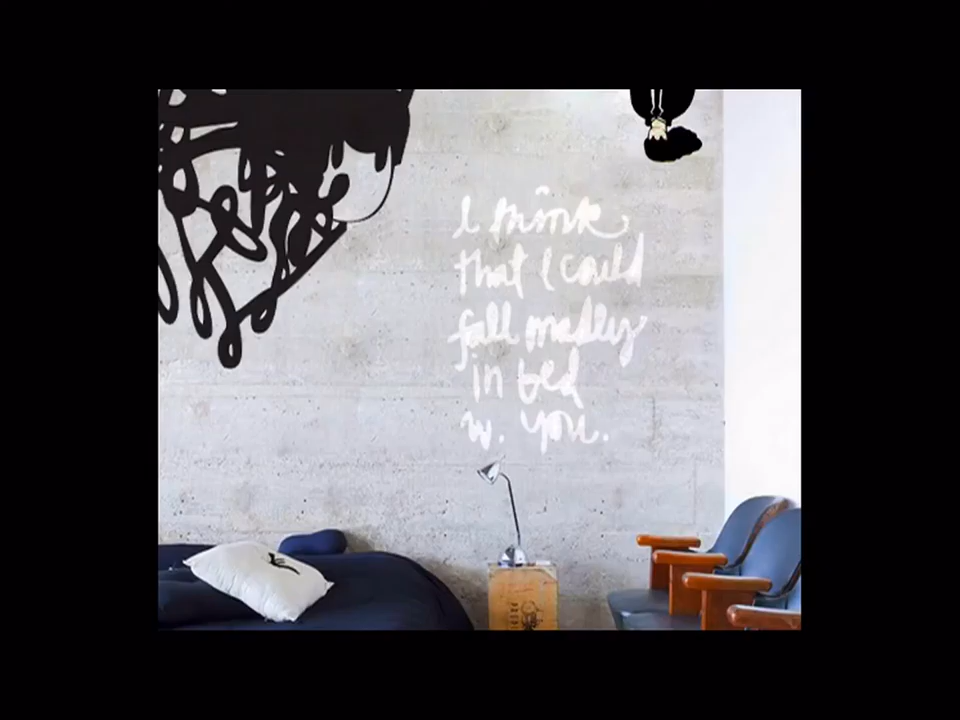 I think
that I could
fall madly
in bed
w. you.